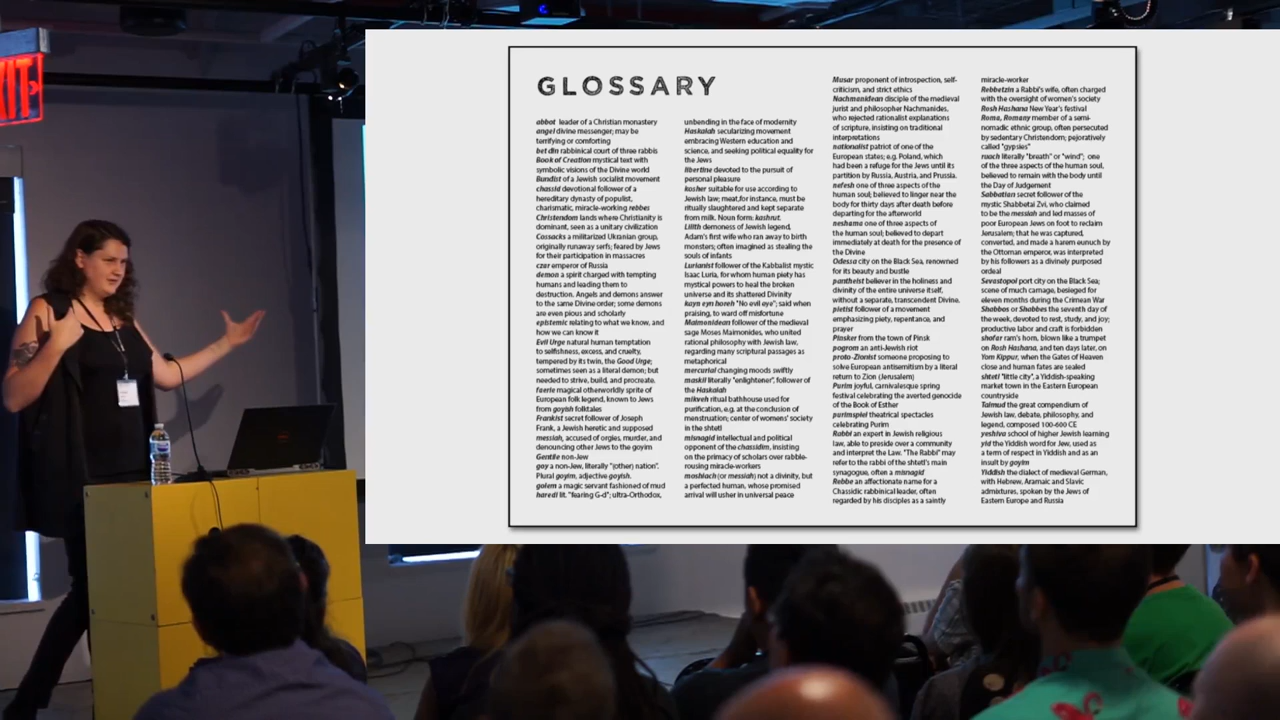 EXIT
GLOSSARY
abbot leader of a Christian monastery
angel divine messenger; may be
terrifying or comforting
bet din rabbinical court of three rabbis
Book of Creation mystical text with
symbolic visions of the Divine world
Bundist of a Jewish socialist movement
chassid devotional follower of a
hereditary dynasty of populist,
charismatic, miracle-working rebbes
Christendom lands where Christianity is
dominant, seen as a unitary civilization
Cossacks a militarized Ukranian group,
originally runaway serfs; feared by Jews
for their participation in massacres
czar emperor of Russia
demon a spirit charged with tempting
humans and leading them to
destruction. Angels and demons answer
to the same Divine order; some demons
are even pious and scholarly
epistemic relating to what we know, and
how we can know it
Evil Urge natural human temptation
to selfishness, excess, and cruelty,
tempered by its twin, the Good Urge;
sometimes seen as a literal demon; but
needed to strive, build, and procreate.
faerie magical otherworldly sprite of
European folk legend, known to Jews
from goyish folktales
Frankist secret follower of Joseph
Frank, a Jewish heretic and supposed
messiah, accused of orgies, murder, and
denouncing other Jews to the goyim
Gentile non-Jew
goy a non-Jew, literally "(other) nation".
Plural goyim, adjective goyish.
golem a magic servant fashioned of mud
haredi lit. "fearing G-d"; ultra-Orthodox,
unbending in the face of modernity
Haskalah secularizing movement
embracing Western education and
science, and seeking political equality for
the Jews
libertine devoted to the pursuit of
personal pleasure
kosher suitable for use according to
Jewish law; meat, for instance, must be
ritually slaughtered and kept separate
from milk. Noun form: kashrut.
Lilith demoness of Jewish legend,
Adam's first wife who ran away to birth
monsters; often imagined as stealing the
souls of infants
Lurianist follower of the Kabbalist mystic
Isaac Luria, for whom human piety has
mystical powers to heal the broken
universe and its shattered Divinity
kayn eyn horeh "No evil eye"; said when
praising, to ward off misfortune
Maimonidean follower of the medieval
sage Moses Maimonides, who united
rational philosophy with Jewish law,
regarding many scriptural passages as
metaphorical
mercurial changing moods swiftly
maskil literally "enlightener", follower of
the Haskalah
mikveh ritual bathhouse used for
purification, e.g. at the conclusion of
menstruation; center of womens' society
in the shtetl
misnagid intellectual and political
opponent of the chassidim, insisting
on the primacy of scholars over rabble-
rousing miracle-workers
moshiach (or messiah) not a divinity, but
a perfected human, whose promised
arrival will usher in universal peace
Musar proponent of introspection, self-
criticism, and strict ethics
Nachmanidean disciple of the medieval
jurist and philosopher Nachmanides,
who rejected rationalist explanations
of scripture, insisting on traditional
interpretations
nationalist patriot of one of the
European states; e.g. Poland, which
had been a refuge for the Jews until its
partition by Russia, Austria, and Prussia.
nefesh one of three aspects of the
human soul; believed to linger near the
body for thirty days after death before
departing for the afterworld
neshama one of three aspects of
the human soul; believed to depart
immediately at death for the presence of
the Divine
Odessa city on the Black Sea, renowned
for its beauty and bustle
pantheist believer in the holiness and
divinity of the entire universe itself,
without a separate, transcendent Divine.
pietist follower of a movement
emphasizing piety, repentance, and
prayer
Pinsker from the town of Pinsk
pogrom an anti-Jewish riot
proto-Zionist someone proposing to
solve European antisemitism by a literal
return to Zion (Jerusalem)
Purim joyful, carnivalesque spring
festival celebrating the averted genocide
of the Book of Esther
purimspiel theatrical spectacles
celebrating Purim
Rabbi an expert in Jewish religious
law, able to preside over a community
and interpret the Law. "The Rabbi" may
refer to the rabbi of the shtetl's main
synagogue, often a misnagid
Rebbe an affectionate name for a
Chassidic rabbinical leader, often
regarded by his disciples as a saintly
miracle-worker
Rebbetzin a Rabbi's wife, often charged
with the oversight of women's society
Rosh Hashana New Year's festival
Roma, Romany member of a semi-
nomadic ethnic group, often persecuted
by sedentary Christendom; pejoratively
called "gypsies"
ruach literally "breath" or "wind"; one
of the three aspects of the human soul,
believed to remain with the body until
the Day of Judgement
Sabbatian secret follower of the
mystic Shabbetai Zvi, who claimed
to be the messiah and led masses of
poor European Jews on foot to reclaim
Jerusalem; that he was captured,
converted, and made a harem eunuch by
the Ottoman emperor, was interpreted
by his followers as a divinely purposed
ordeal
Sevastopol port city on the Black Sea;
scene of much carnage, besieged for
eleven months during the Crimean War
Shabbos or Shabbes the seventh day of
the week, devoted to rest, study, and joy;
productive labor and craft is forbidden
shofar ram's horn, blown like a trumpet
on Rosh Hashana, and ten days later, on
Yom Kippur, when the Gates of Heaven
close and human fates are sealed
shtetl "little city", a Yiddish-speaking
market town in the Eastern European
countryside
Talmud the great compendium of
Jewish law, debate, philosophy, and
legend, composed 100-600 CE
yeshiva school of higher Jewish learning
yid the Yiddish word for Jew, used as
a term of respect in Yiddish and as an
insult by goyim
Yiddish the dialect of medieval German,
with Hebrew, Aramaic and Slavic
admixtures, spoken by the Jews of
Eastern Europe and Russia